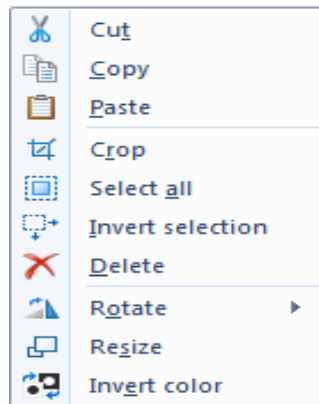 Cut
Copy
Paste
Crop
Select all
Invert selection
Delete
Rotate
Resize
Invert color